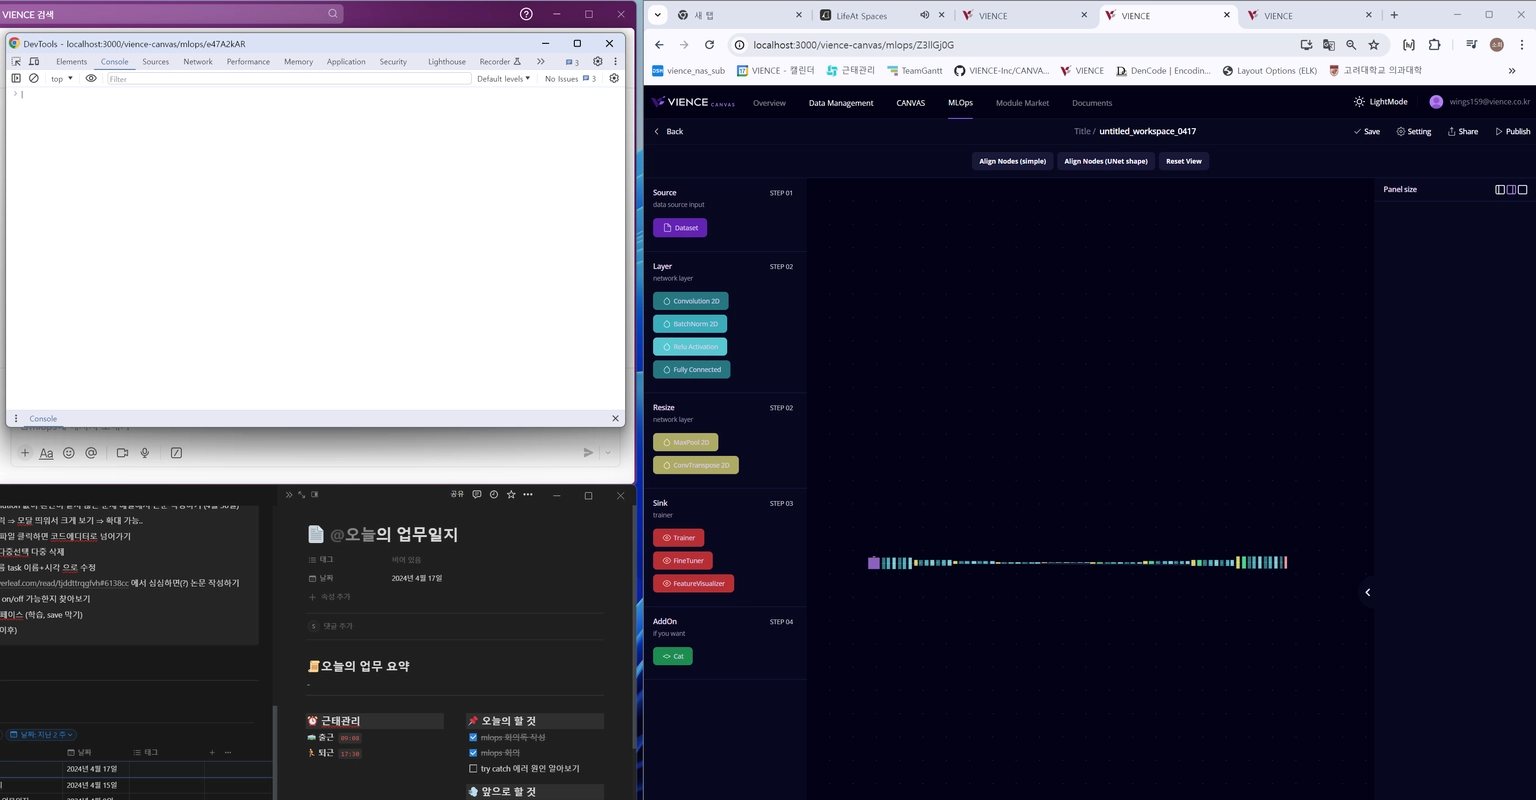 VIENCE 검색
DevTools - localhost:3000/vience-canvas/mlops/e47A2kAR
Elements
Console
Sources
Network
Performance
Memory
Application
Security
Lighthouse
Recorder
3
top
Filter
Default levels
No Issues
3
Console
Aa
새 탭
LifeAt Spaces
VIENCE
VIENCE
VIENCE
localhost:3000/vience-canvas/mlops/Z3llGj0G
소희
vience_nas_sub
VIENCE - 캘린더
근태관리
TeamGantt
VIENCE-Inc/CANVA...
VIENCE
DenCode | Encodin...
Layout Options (ELK)
고려대학교 의과대학
VIENCE CANVAS
Overview
Data Management
CANVAS
MLOps
Module Market
Documents
LightMode
wings159@vience.co.kr
Back
Title / untitled_workspace_0417
Save
Setting
Share
Publish
Align Nodes (simple)
Align Nodes (UNet shape)
Reset View
Source
STEP 01
data source input
Dataset
Layer
STEP 02
network layer
Convolution 2D
BatchNorm 2D
Relu Activation
Fully Connected
Resize
STEP 02
network layer
MaxPool 2D
ConvTranspose 2D
Sink
STEP 03
trainer
Trainer
FineTuner
FeatureVisualizer
AddOn
STEP 04
if you want
Cat
Panel size
⇒ 모달 띄워서 크게 보기 ⇒ 확대 가능..
파일 클릭하면 코드에디터로 넘어가기
다중선택 다중 삭제
task 이름+시각 으로 수정
verleaf.com/read/tjddttrqgfvh#6138cc 에서 심심하면(?) 논문 작성하기
on/off 가능한지 찾아보기
페이스 (학습, save 막기)
이후)
날짜: 지난 2 주
날짜
태그
2024년 4월 17일
2024년 4월 15일
공유
@오늘의 업무일지
태그
비어 있음
날짜
2024년 4월 17일
속성 추가
S
댓글 추가
오늘의 업무 요약
-
근태관리
출근 09:08
퇴근 17:30
오늘의 할 것
mlops 회의록 작성
mlops 회의
try catch 에러 원인 알아보기
앞으로 할 것